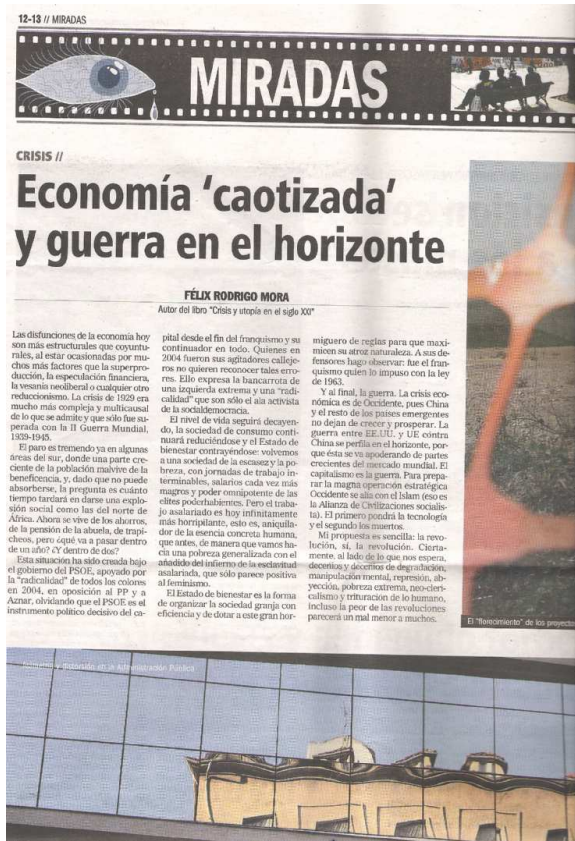 12-13 // MIRADAS
MIRADAS
CRISIS //
Economía 'caotizada'
y guerra en el horizonte
FÉLIX RODRIGO MORA
Autor del libro "Crisis y utopía en el siglo XXI"
Las disfunciones de la economía hoy
son más estructurales que coyuntu-
rales, al estar ocasionadas por mu-
chos más factores que la superpro-
ducción, la especulación financiera,
la vesania neoliberal o cualquier otro
reduccionismo. La crisis de 1929 era
mucho más compleja y multicausal
de lo que se admite y que sólo fue su-
perada con la II Guerra Mundial,
1939-1945.
El paro es tremendo ya en algunas
áreas del sur, donde una parte cre-
ciente de la población malvive de la
beneficencia, y, dado que no puede
absorberse, la pregunta es cuánto
tiempo tardará en darse una explo-
sión social como las del norte de
África. Ahora se vive de los ahorros,
de la pensión de la abuela, de trapi-
cheos, pero ¿qué va a pasar dentro
de un año? ¿Y dentro de dos?
Esta situación ha sido creada bajo
el gobierno del PSOE, apoyado por
la "radicalidad" de todos los colores
en 2004, en oposición al PP y a
Aznar, olvidando que el PSOE es el
instrumento político decisivo del ca-
pital desde el fin del franquismo y su
continuador en todo. Quienes en
2004 fueron sus agitadores calleje-
ros no quieren reconocer tales erro-
res. Ello expresa la bancarrota de
una izquierda extrema y una "radi-
calidad" que son sólo el ala activista
de la socialdemocracia.
El nivel de vida seguirá decayen-
do, la sociedad de consumo conti-
nuará reduciéndose y el Estado de
bienestar contrayéndose: volvemos
a una sociedad de la escasez y la po-
breza, con jornadas de trabajo in-
terminables, salarios cada vez más
magros y poder omnipotente de las
elites poderhabientes. Pero el traba-
jo asalariado es hoy infinitamente
más horripilante, esto es, aniquila-
dor de la esencia concreta humana,
que antes, de manera que vamos ha-
cia una pobreza generalizada con el
añadido del infierno de la esclavitud
asalariada, que sólo parece positiva
al feminismo.
El Estado de bienestar es la forma
de organizar la sociedad granja con
eficiencia y de dotar a este gran hor-
miguero de reglas para que maxi-
micen su atroz naturaleza. A sus de-
fensores hago observar: fue el fran-
quismo quien lo impuso con la ley
de 1963.
Y al final, la guerra. La crisis eco-
nómica es de Occidente, pues China
y el resto de los países emergentes
no dejan de crecer y prosperar. La
guerra entre EE.UU. y UE contra
China se perfila en el horizonte, por-
que ésta se va apoderando de partes
crecientes del mercado mundial. El
capitalismo es la guerra. Para prepa-
rar la magna operación estratégica
Occidente se alía con el Islam (eso es
la Alianza de Civilizaciones socialis-
ta). El primero pondrá la tecnología
y el segundo los muertos.
Mi propuesta es sencilla: la revo-
lución, sí, la revolución. Cierta-
mente, al lado de lo que nos espera,
decenios y decenios de degradación,
manipulación mental, represión, ab-
yección, pobreza extrema, neo-cleri-
calismo y trituración de lo humano,
incluso la peor de las revoluciones
parecerá un mal menor a muchos.
El "florecimiento" de los proyecto
y distorsión en la Administración Pública